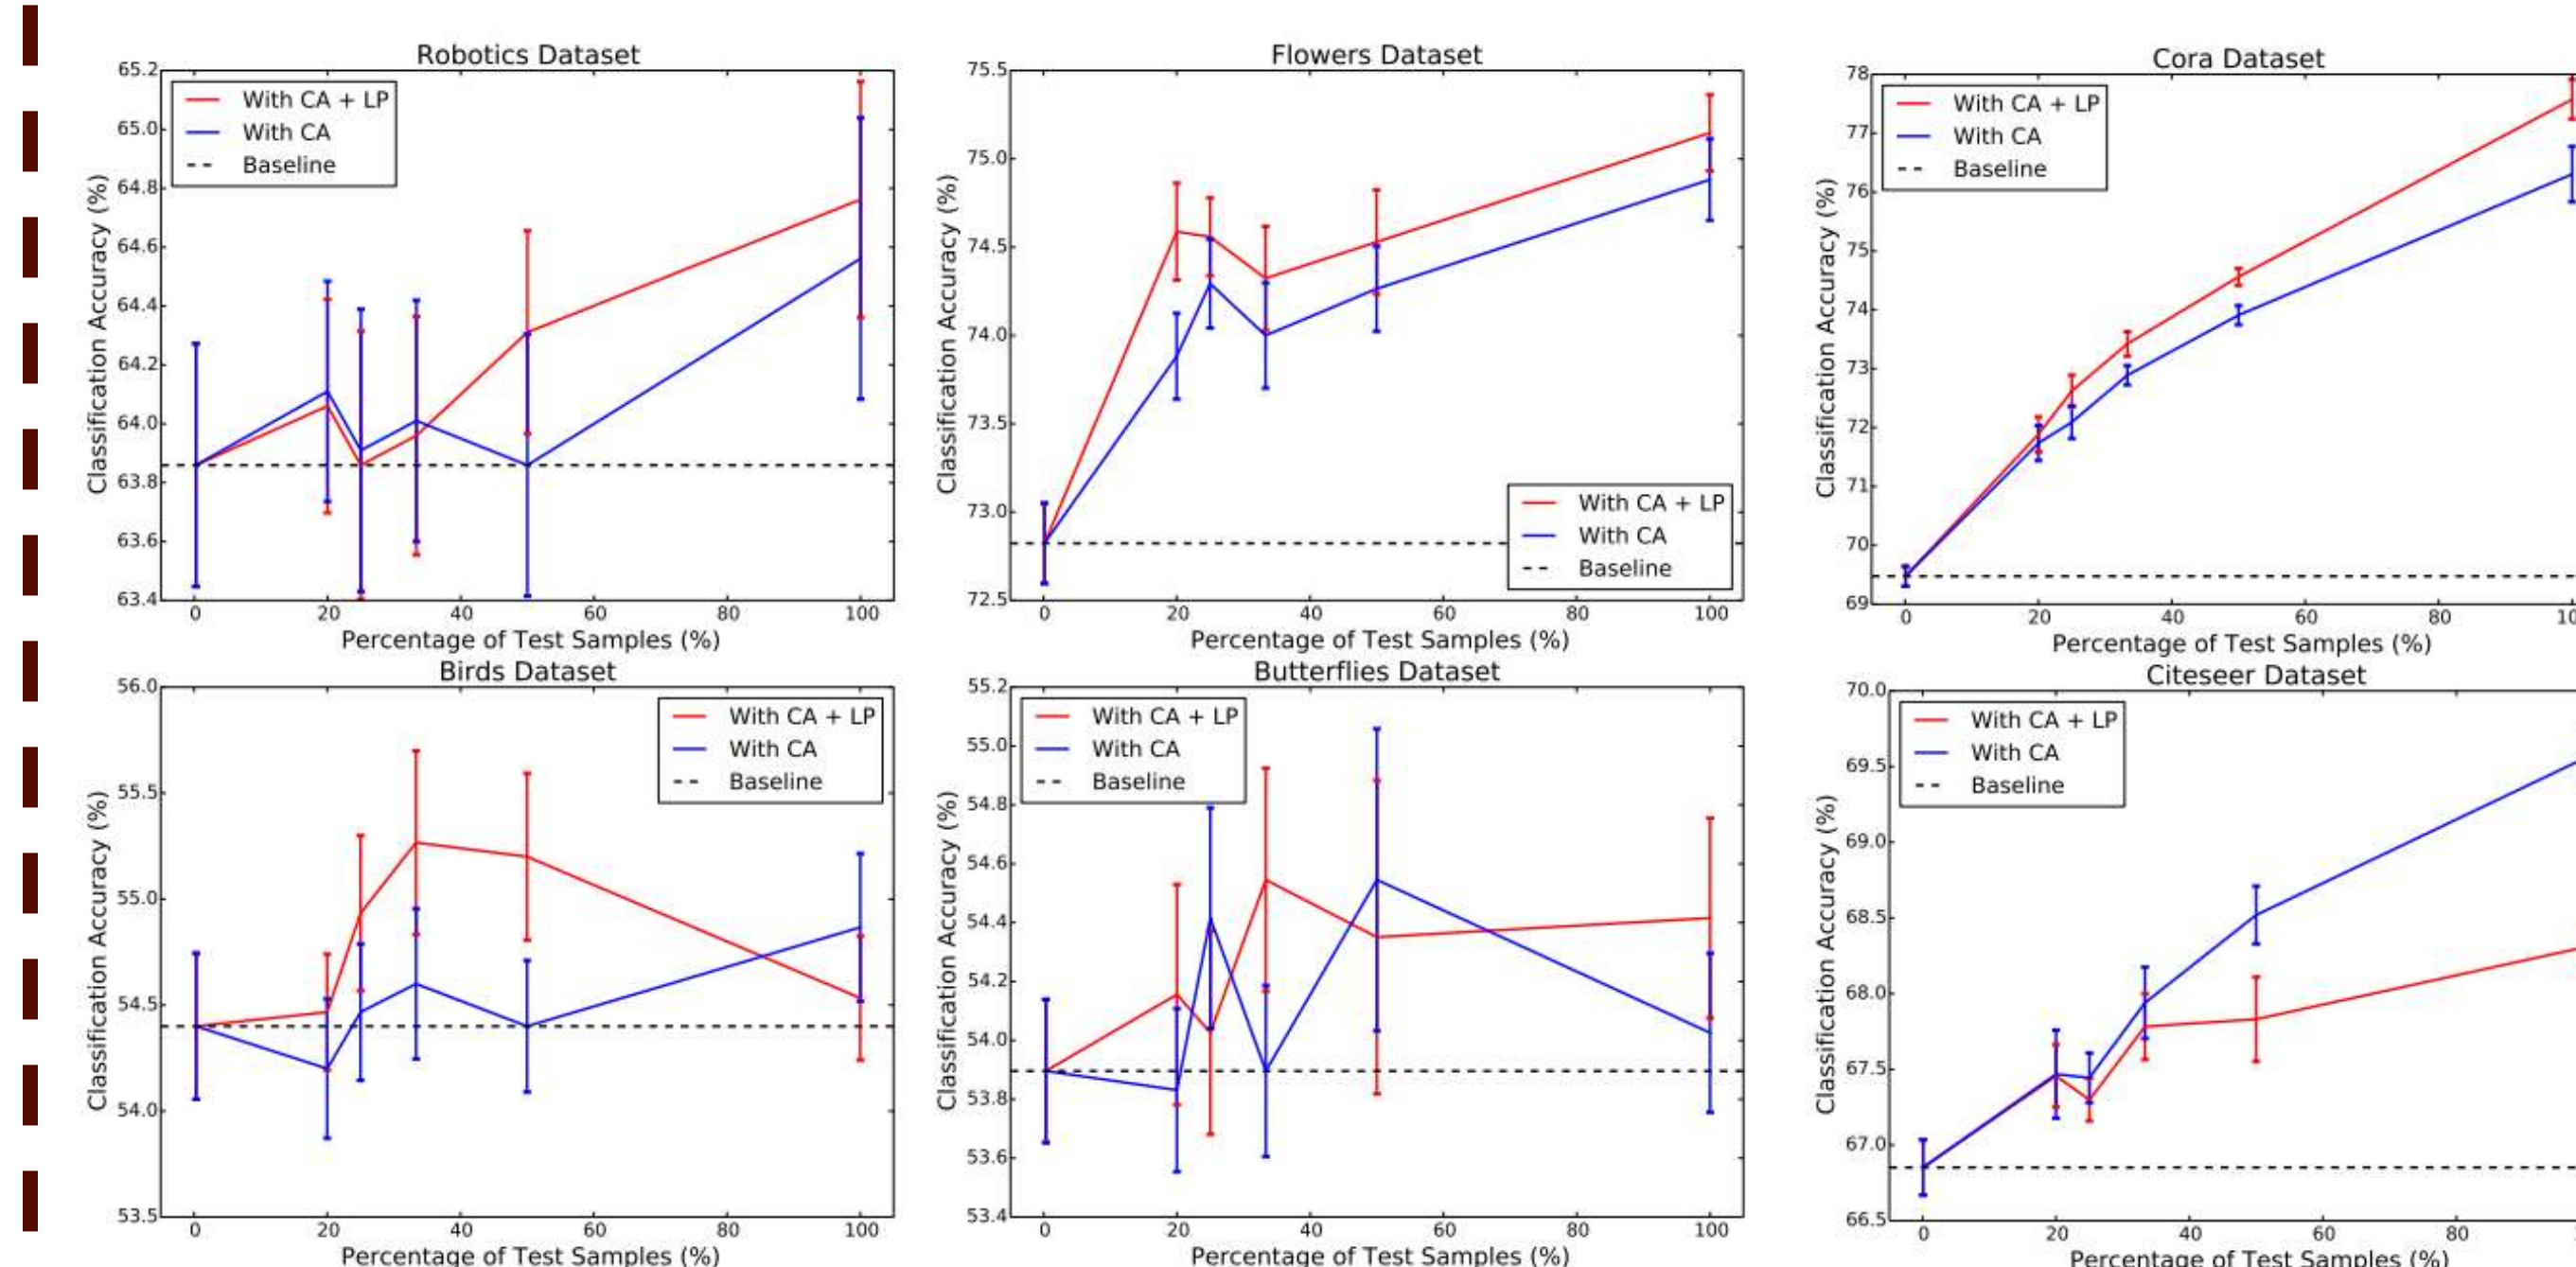 Robotics Dataset
65.2
65.0
64.8
64.6
64.4
64.2
64.0
63.8
63.6
63.4
Classification Accuracy (%)
With CA + LP
With CA
Baseline
0 20 40 60 80 100
Percentage of Test Samples (%)
Flowers Dataset
75.5
75.0
74.5
74.0
73.5
73.0
72.5
Classification Accuracy (%)
With CA + LP
With CA
Baseline
0 20 40 60 80 100
Percentage of Test Samples (%)
Cora Dataset
78
77
76
75
74
73
72
71
70
69
Classification Accuracy (%)
With CA + LP
With CA
Baseline
0 20 40 60 80 10
Percentage of Test Samples (%)
Birds Dataset
56.0
55.5
55.0
54.5
54.0
53.5
Classification Accuracy (%)
With CA + LP
With CA
Baseline
0 20 40 60 80 100
Percentage of Test Samples (%)
Butterflies Dataset
55.2
55.0
54.8
54.6
54.4
54.2
54.0
53.8
53.6
53.4
Classification Accuracy (%)
With CA + LP
With CA
Baseline
0 20 40 60 80 100
Percentage of Test Samples (%)
Citeseer Dataset
70.0
69.5
69.0
68.5
68.0
67.5
67.0
66.5
Classification Accuracy (%)
With CA + LP
With CA
Baseline
0 20 40 60 80
Percentage of Test Samples (%)